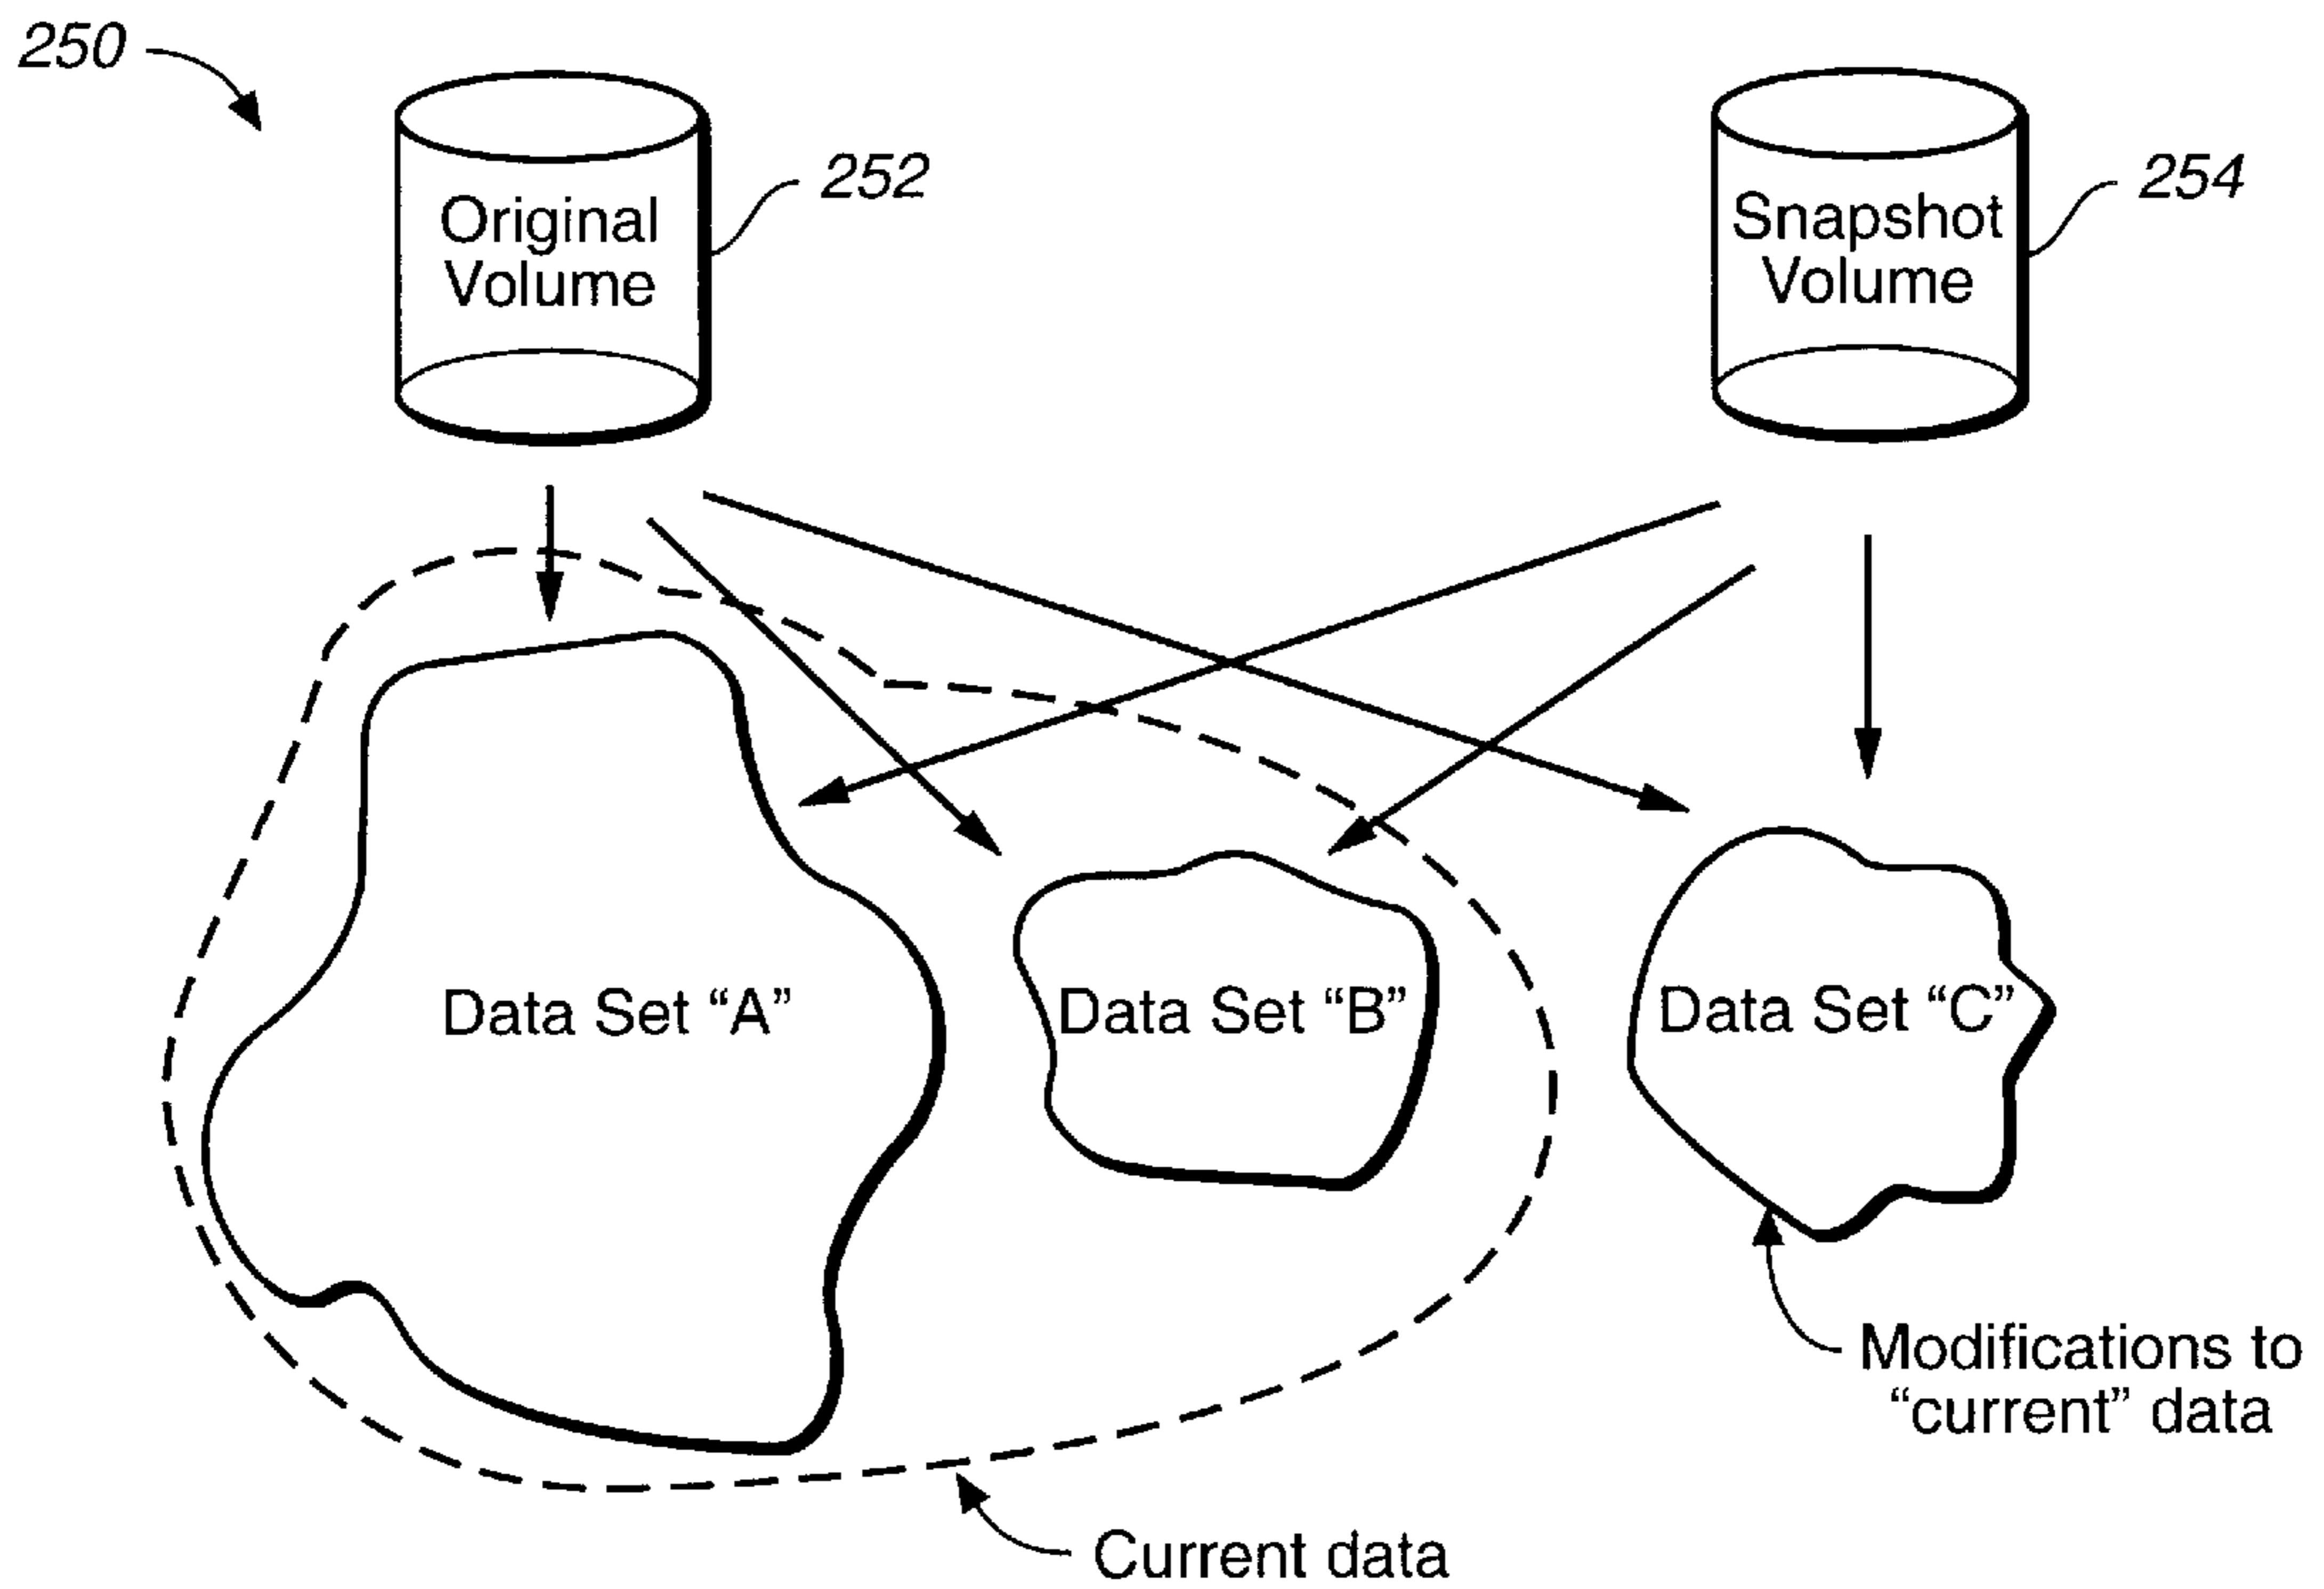 250
Original
Volume
252
Snapshot
Volume
254
Data Set “A”
Data Set “B”
Data Set “C”
Modifications to
“current” data
Current data